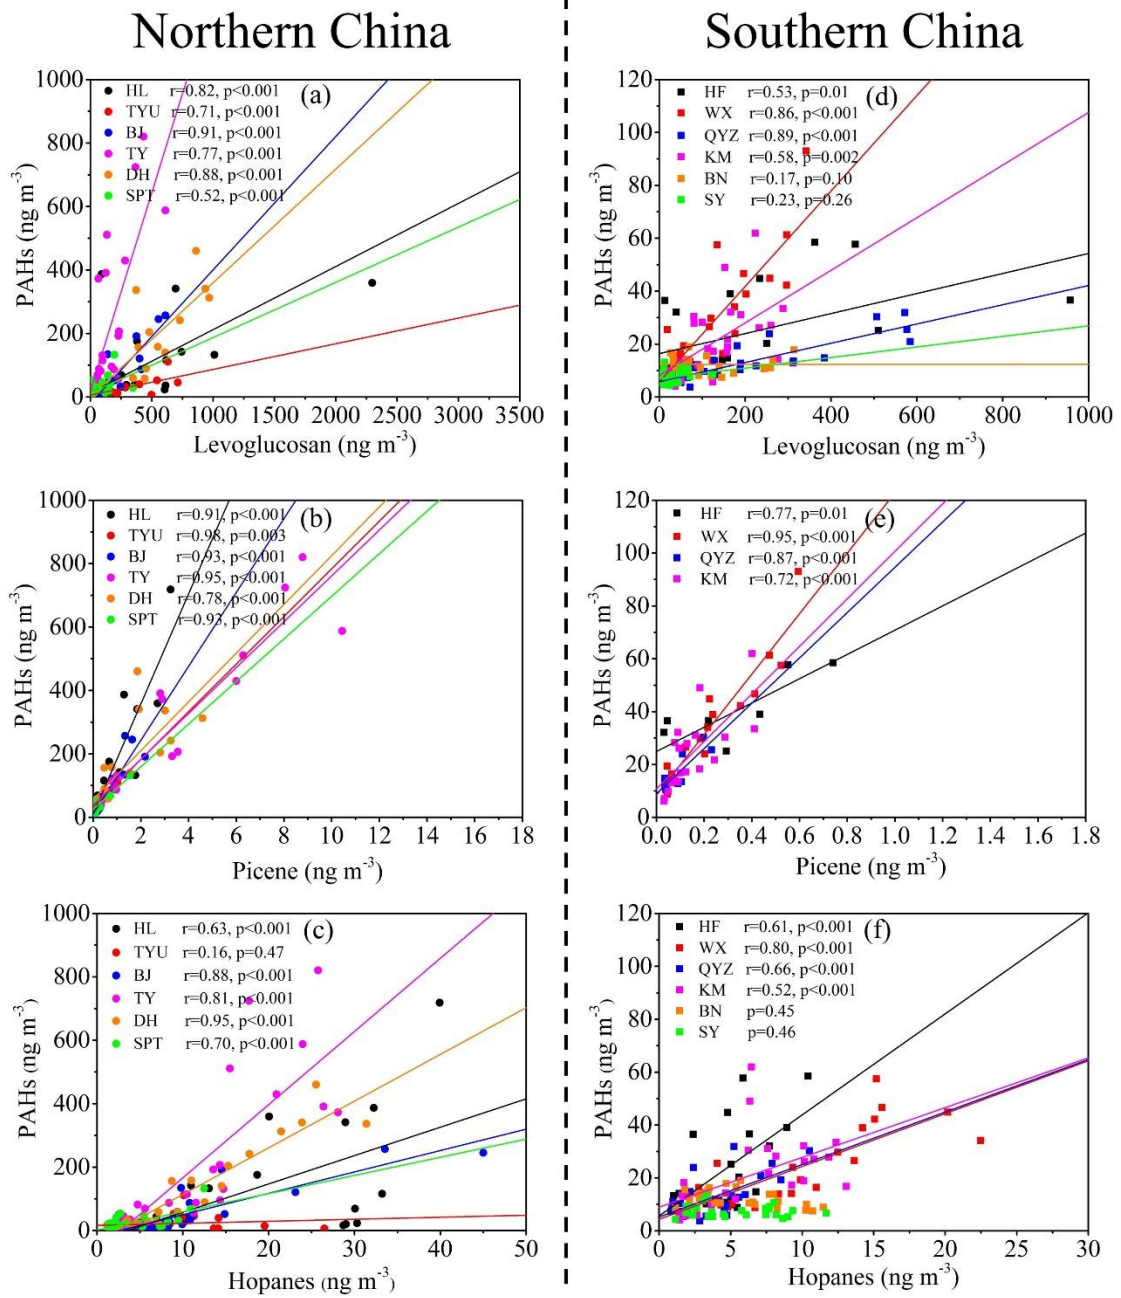 Northern China
Southern China
(a)
1000
800
600
400
200
0
PAHs (ng m⁻³)
HL r=0.82, p<0.001
TYU r=0.71, p<0.001
BJ r=0.91, p<0.001
TY r=0.77, p<0.001
DH r=0.88, p<0.001
SPT r=0.52, p<0.001
0 500 1000 1500 2000 2500 3000 3500
Levoglucosan (ng m⁻³)
(d)
120
100
80
60
40
20
0
PAHs (ng m⁻³)
HF r=0.53, p=0.01
WX r=0.86, p<0.001
QYZ r=0.89, p<0.001
KM r=0.58, p=0.002
BN r=0.17, p=0.10
SY r=0.23, p=0.26
0 200 400 600 800 1000
Levoglucosan (ng m⁻³)
(b)
1000
800
600
400
200
0
PAHs (ng m⁻³)
HL r=0.91, p<0.001
TYU r=0.98, p=0.003
BJ r=0.93, p<0.001
TY r=0.95, p<0.001
DH r=0.78, p<0.001
SPT r=0.93, p<0.001
0 2 4 6 8 10 12 14 16 18
Picene (ng m⁻³)
(e)
120
100
80
60
40
20
0
PAHs (ng m⁻³)
HF r=0.77, p=0.01
WX r=0.95, p<0.001
QYZ r=0.87, p<0.001
KM r=0.72, p<0.001
0.0 0.2 0.4 0.6 0.8 1.0 1.2 1.4 1.6 1.8
Picene (ng m⁻³)
(c)
1000
800
600
400
200
0
PAHs (ng m⁻³)
HL r=0.63, p<0.001
TYU r=0.16, p=0.47
BJ r=0.88, p<0.001
TY r=0.81, p<0.001
DH r=0.95, p<0.001
SPT r=0.70, p<0.001
0 10 20 30 40 50
Hopanes (ng m⁻³)
(f)
120
100
80
60
40
20
0
PAHs (ng m⁻³)
HF r=0.61, p<0.001
WX r=0.80, p<0.001
QYZ r=0.66, p<0.001
KM r=0.52, p<0.001
BN p=0.45
SY p=0.46
0 5 10 15 20 25 30
Hopanes (ng m⁻³)